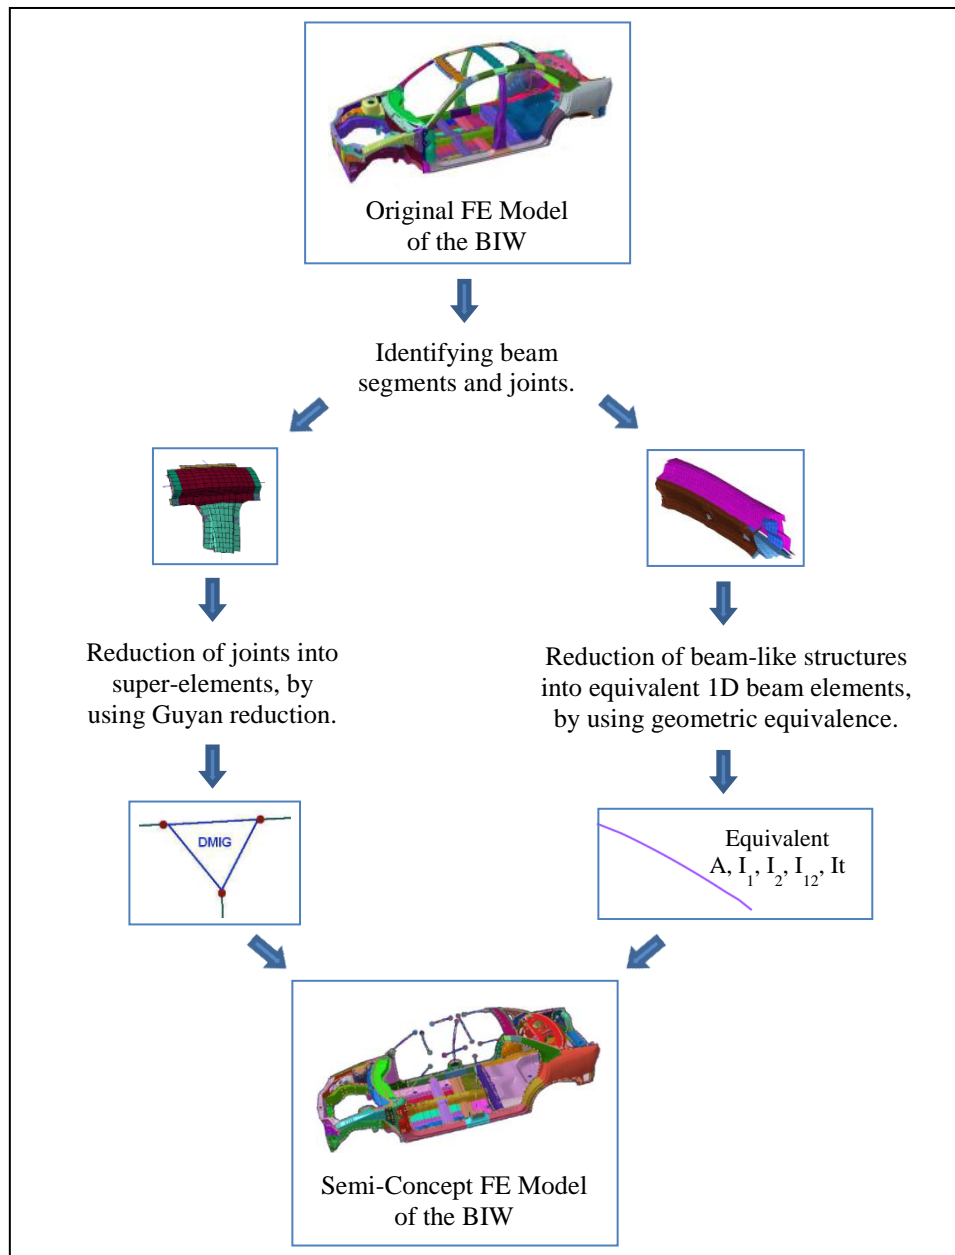 Original FE Model
of the BIW
Identifying beam
segments and joints.
Reduction of joints into
super-elements, by
using Guyan reduction.
Reduction of beam-like structures
into equivalent 1D beam elements,
by using geometric equivalence.
DMIG
Equivalent
A, I₁, I₂, I₁₂, It
Semi-Concept FE Model
of the BIW